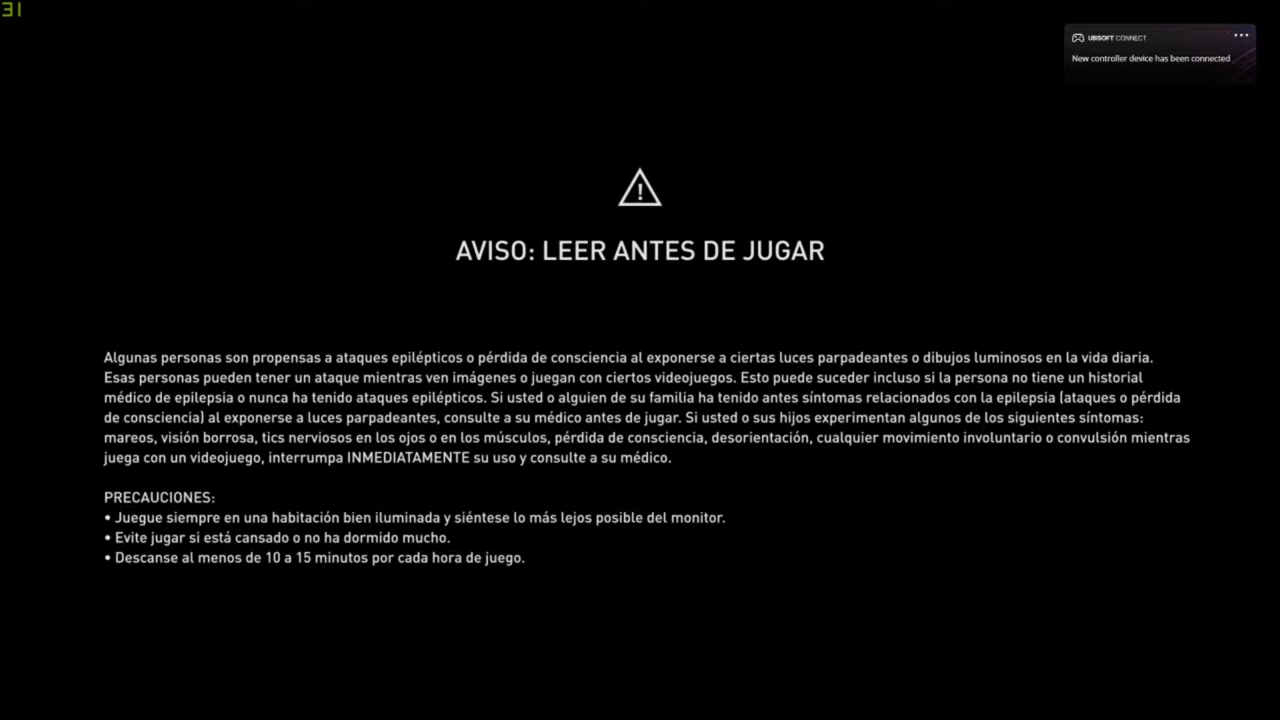 31
UBISOFT CONNECT
New controller device has been connected
AVISO: LEER ANTES DE JUGAR
Algunas personas son propensas a ataques epilépticos o pérdida de consciencia al exponerse a ciertas luces parpadeantes o dibujos luminosos en la vida diaria.
Esas personas pueden tener un ataque mientras ven imágenes o juegan con ciertos videojuegos. Esto puede suceder incluso si la persona no tiene un historial
médico de epilepsia o nunca ha tenido ataques epilépticos. Si usted o alguien de su familia ha tenido antes síntomas relacionados con la epilepsia (ataques o pérdida
de consciencia) al exponerse a luces parpadeantes, consulte a su médico antes de jugar. Si usted o sus hijos experimentan algunos de los siguientes síntomas:
mareos, visión borrosa, tics nerviosos en los ojos o en los músculos, pérdida de consciencia, desorientación, cualquier movimiento involuntario o convulsión mientras
juega con un videojuego, interrumpa INMEDIATAMENTE su uso y consulte a su médico.
PRECAUCIONES:
• Juegue siempre en una habitación bien iluminada y siéntese lo más lejos posible del monitor.
• Evite jugar si está cansado o no ha dormido mucho.
• Descanse al menos de 10 a 15 minutos por cada hora de juego.